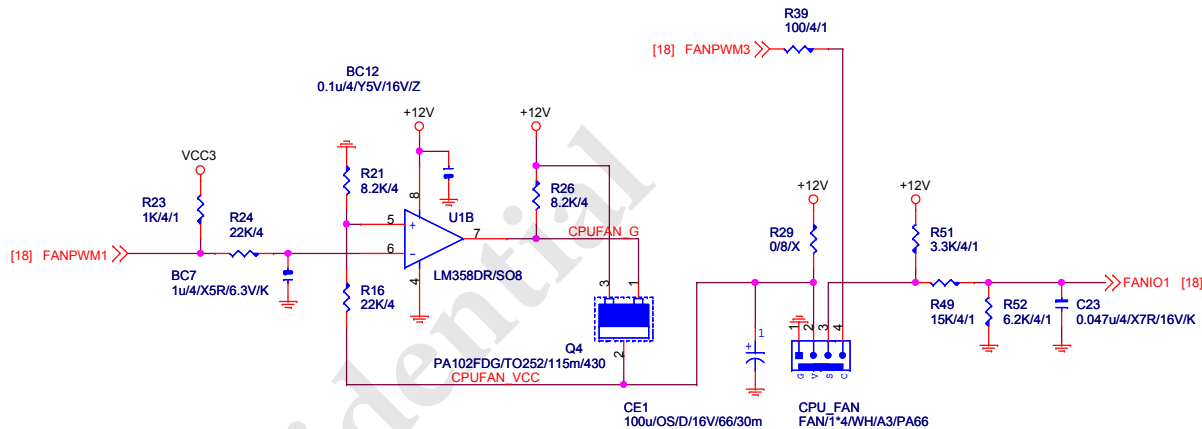 R39
100/4/1
[18] FANPWM3
BC12
0.1u/4/Y5V/16V/Z
+12V
+12V
VCC3
R21
8.2K/4
8
R26
8.2K/4
+12V
+12V
R23
1K/4/1
R24
22K/4
5
+
U1B
7
CPUFAN_G
R29
0/8/X
R51
3.3K/4/1
[18] FANPWM1
6
-
LM358DR/SO8
4
BC7
1u/4/X5R/6.3V/K
R16
22K/4
3
1
FANIO1 [18]
R49
15K/4/1
R52
6.2K/4/1
C23
0.047u/4/X7R/16V/K
1
2
3
4
+
1
Q4
2
PA102FDG/TO252/115m/430
CPUFAN_VCC
G
V
S
C
CE1
100u/OS/D/16V/66/30m
CPU_FAN
FAN/1*4/WH/A3/PA66
fidential